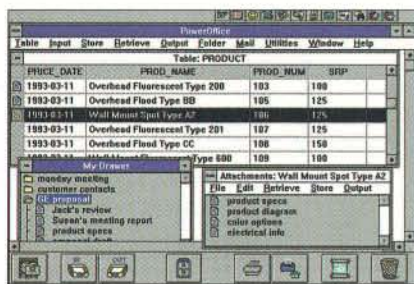 PowerOffice
Table Input Store Retrieve Output Folder Mail Utilities Window Help
Table: PRODUCT
PRICE_DATE PROD_NAME PROD_NUM SRP
1993-03-11 Overhead Fluorescent Type 200 103 100
1993-03-11 Overhead Flood Type BB 105 125
1993-03-11 Wall Mount Spot Type AZ 106 125
1993-03-11 Overhead Fluorescent Type 201 107 125
1993-03-11 Overhead Flood Type CC 108 150
Type 600 109 100
My Drawer
monday meeting
customer contacts
GE proposal
Jack's review
Susan's meeting report
product specs
Attachments: Wall Mount Spot Type AZ
File Edit Retrieve Store Output
product specs
product diagram
color options
electrical info
IN OUT